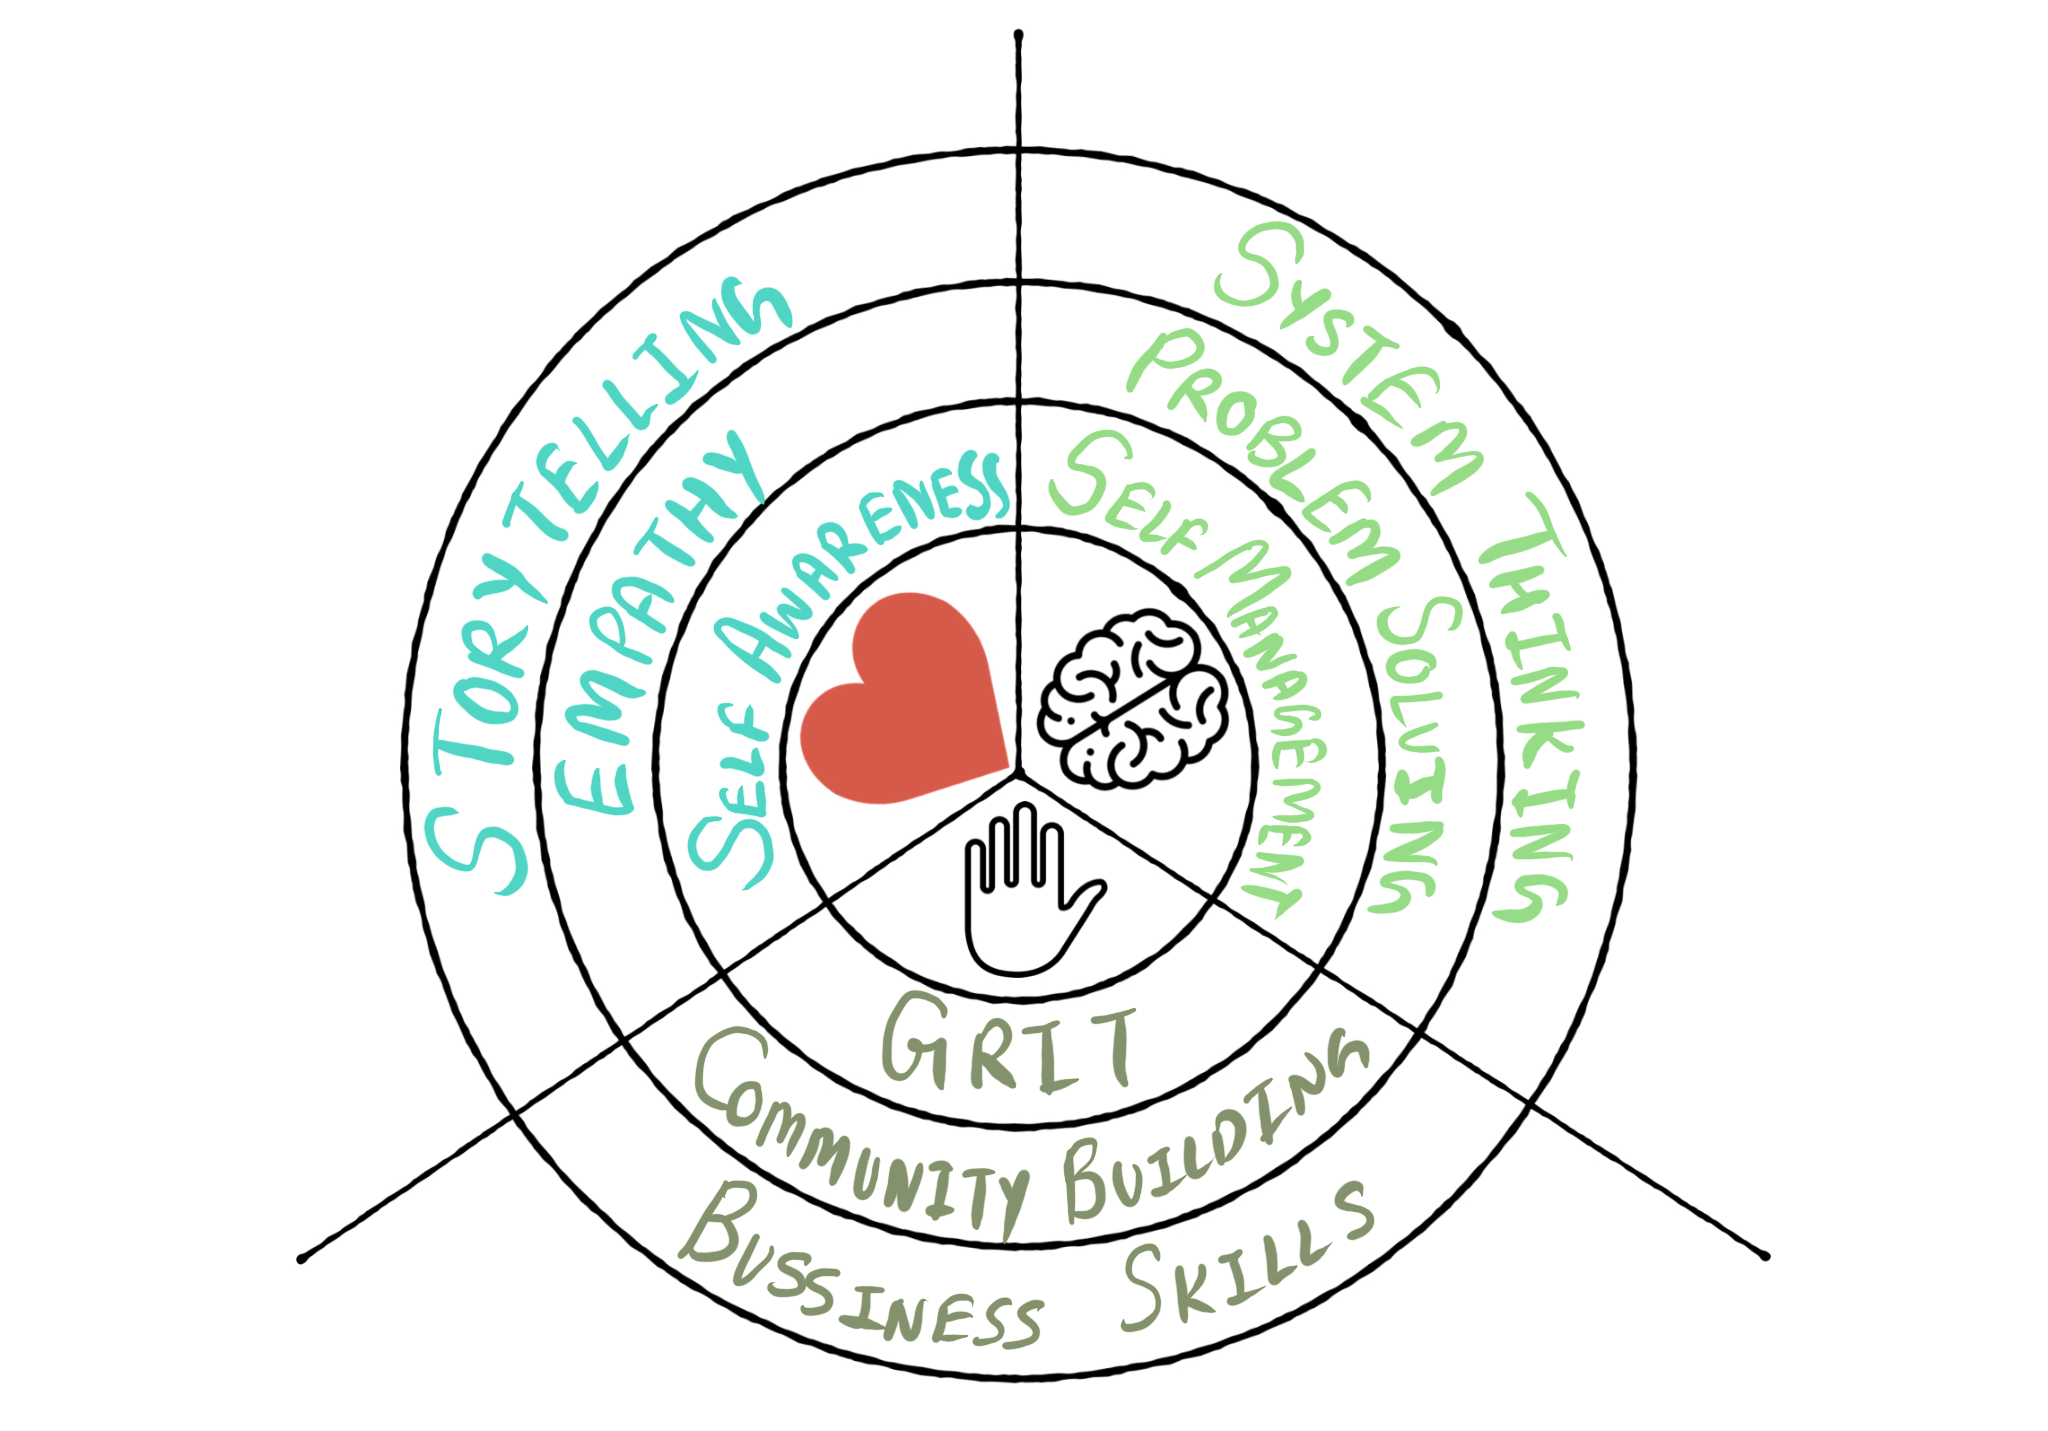 Storytelling
Empathy
Self Awareness
System Thinking
Problem Solving
Self Management
Grit
Community Building
Bussiness Skills